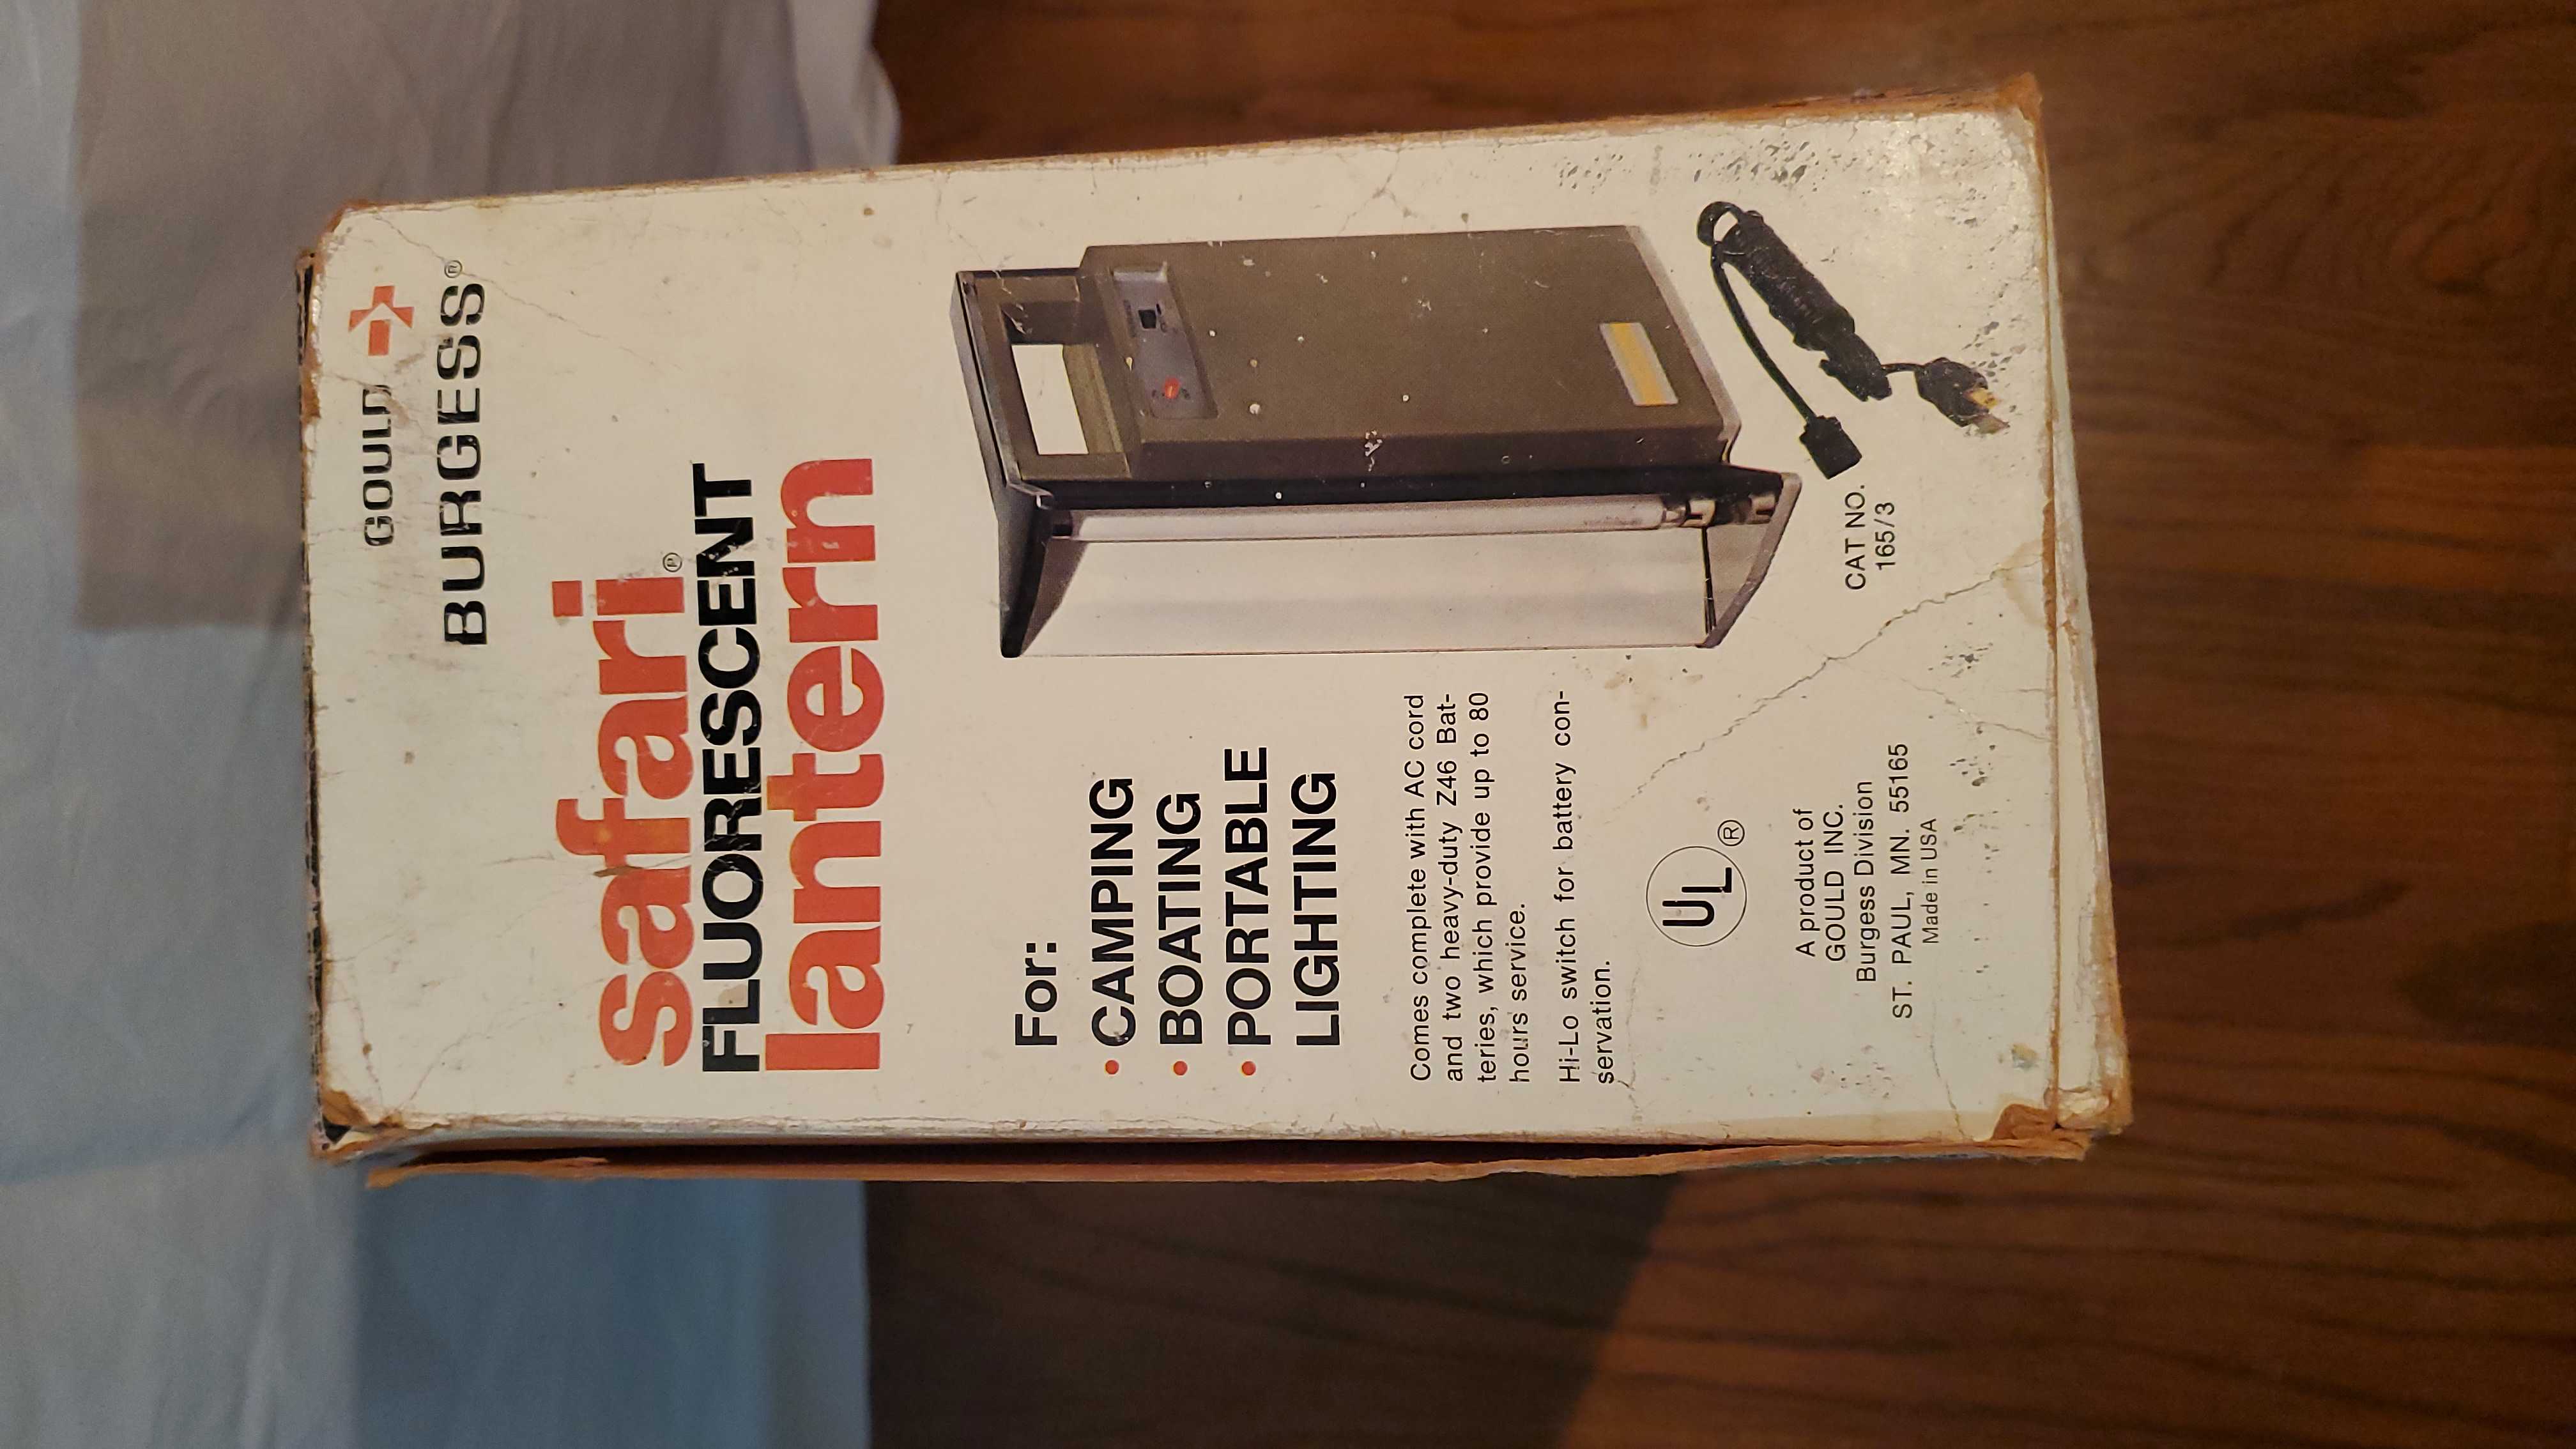 GOULD
BURGESS®
safari®
FLUORESCENT
lantern
For:
• CAMPING
• BOATING
• PORTABLE
LIGHTING
Comes complete with AC cord
and two heavy-duty Z46 Bat-
teries, which provide up to 80
hours service.
Hi-Lo switch for battery con-
servation.
UL®
CAT NO.
165/3
A product of
GOULD INC.
Burgess Division
ST. PAUL, MN. 55165
Made in USA